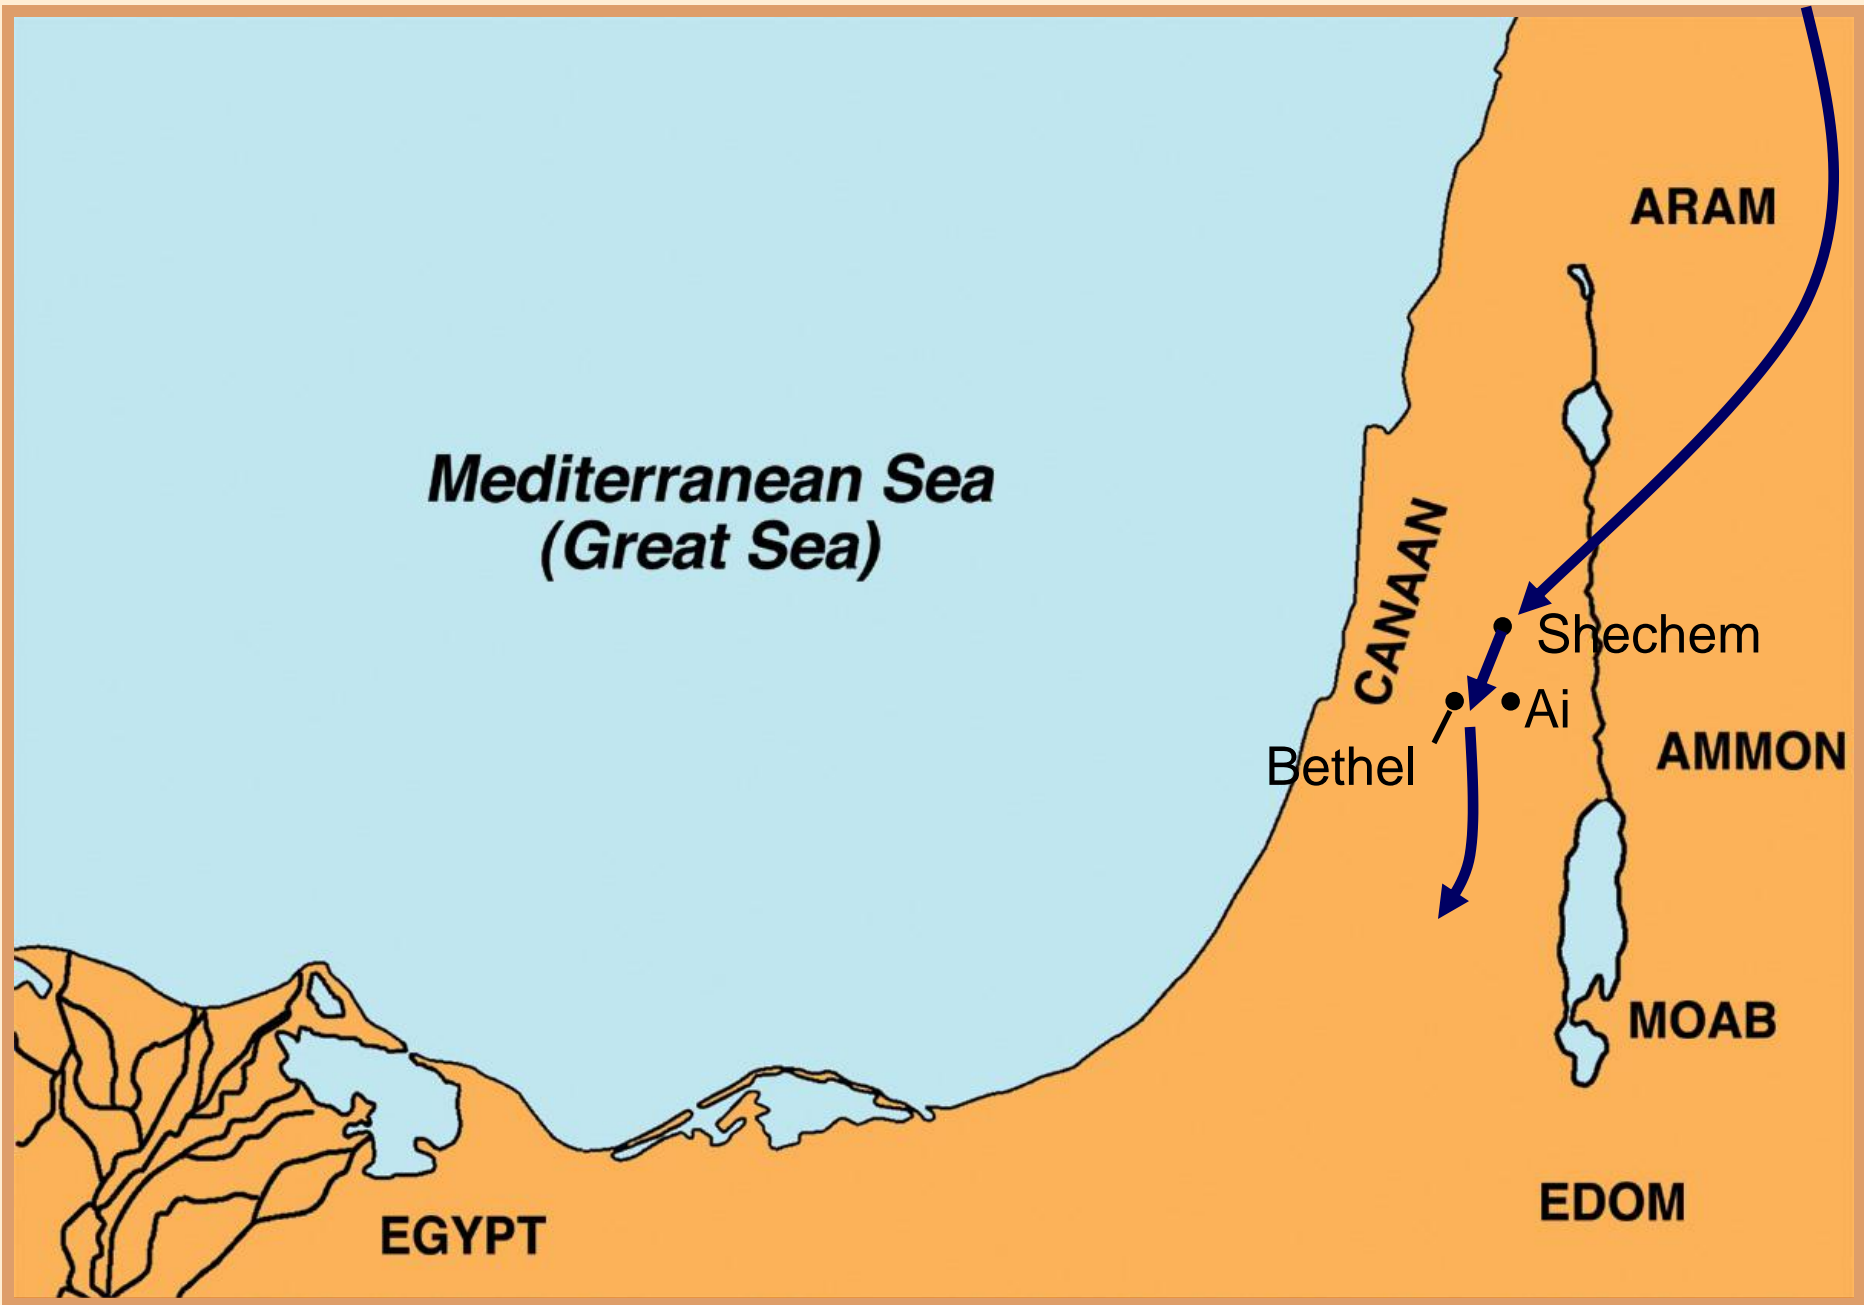 ARAM
Mediterranean Sea
(Great Sea)
CANAAN
Shechem
Ai
Bethel
AMMON
MOAB
EDOM
EGYPT